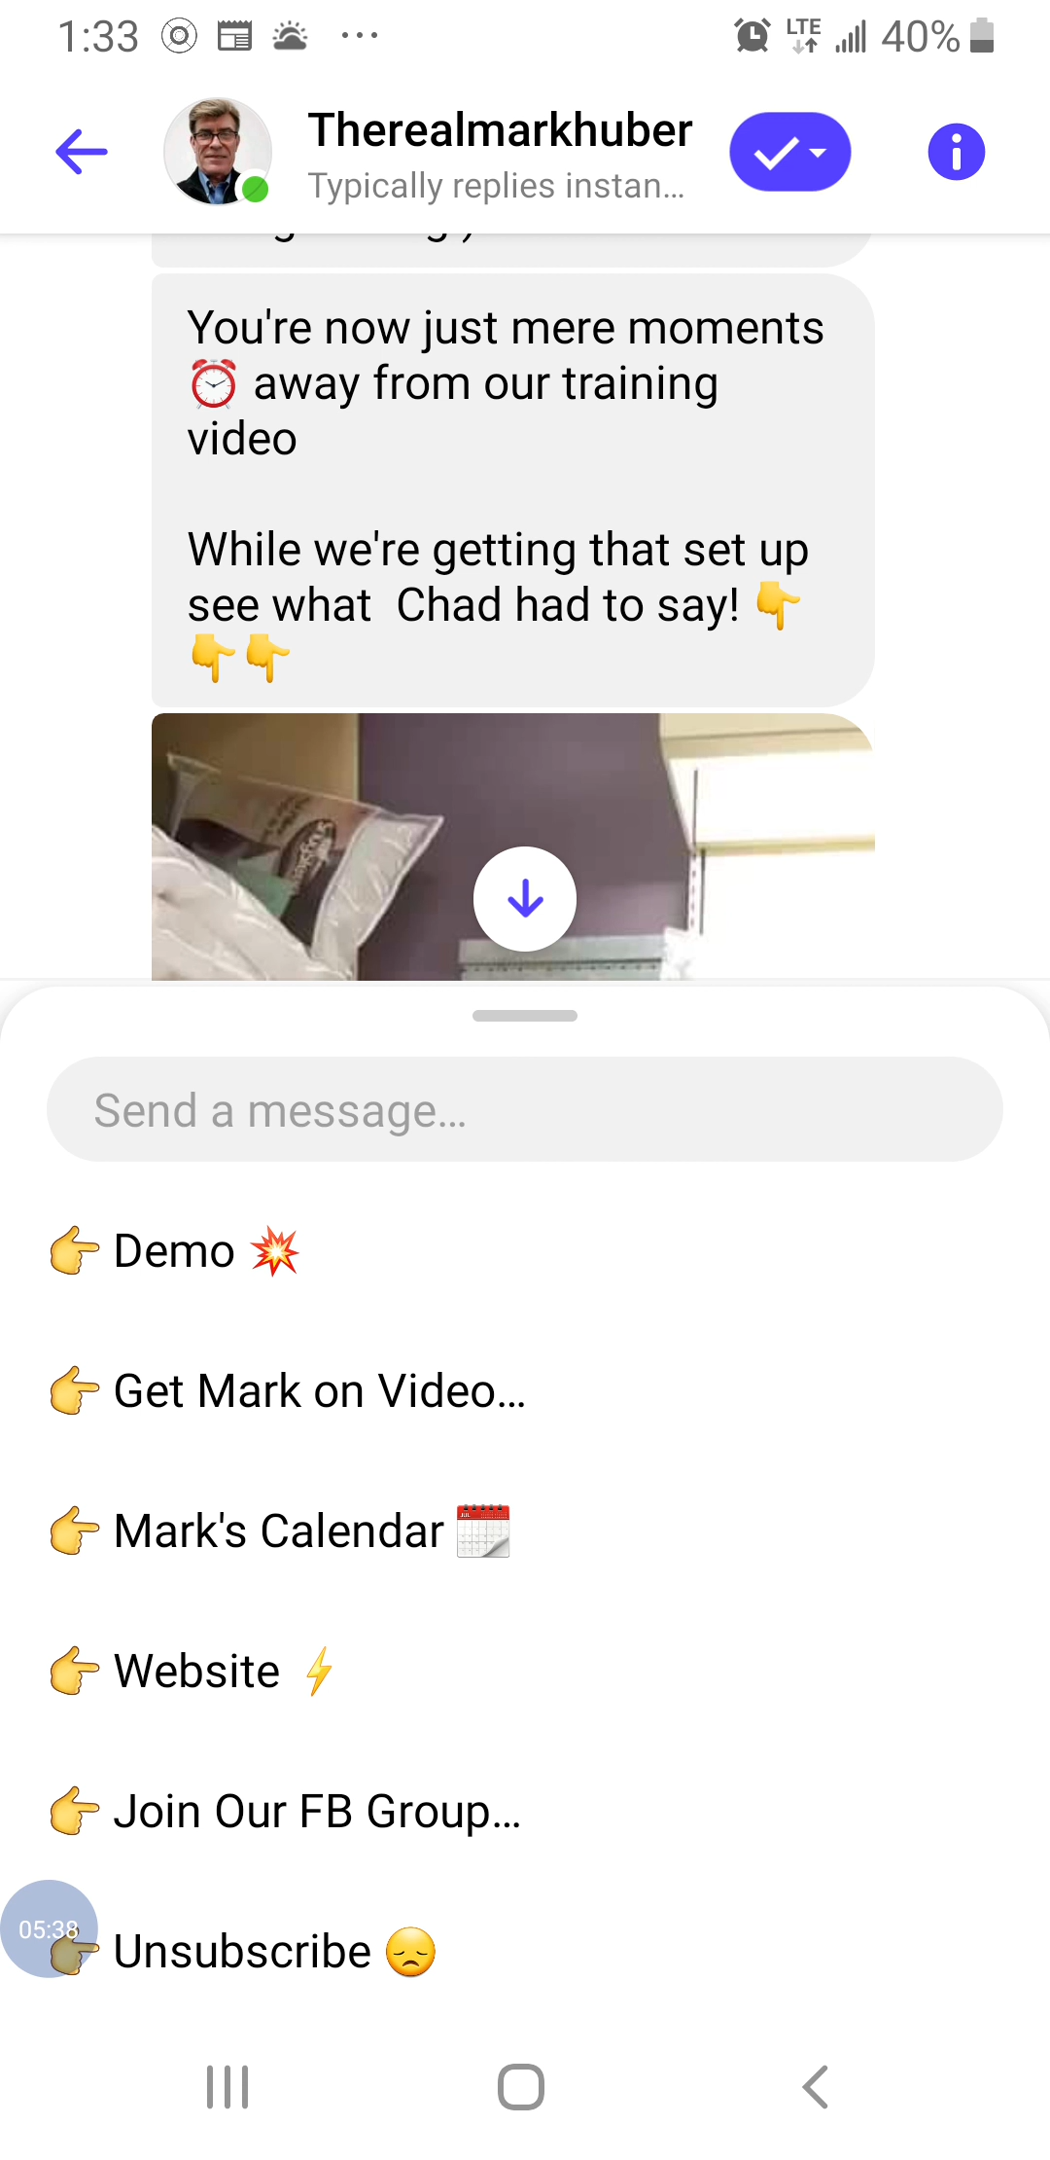 1:33 LTE 40%
Therealmarkhuber
Typically replies instan...
You're now just mere moments
⏰ away from our training
video
While we're getting that set up
see what Chad had to say! 👇
👇👇
Send a message...
👉 Demo 💥
👉 Get Mark on Video...
👉 Mark's Calendar 📆
👉 Website ⚡
👉 Join Our FB Group...
05:38
👉 Unsubscribe 😞